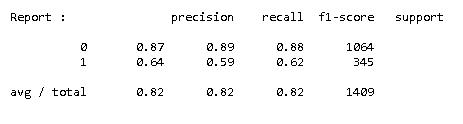 Report :              precision    recall  f1-score   support
0       0.87      0.89      0.88      1064
1       0.64      0.59      0.62       345
avg / total       0.82      0.82      0.82      1409